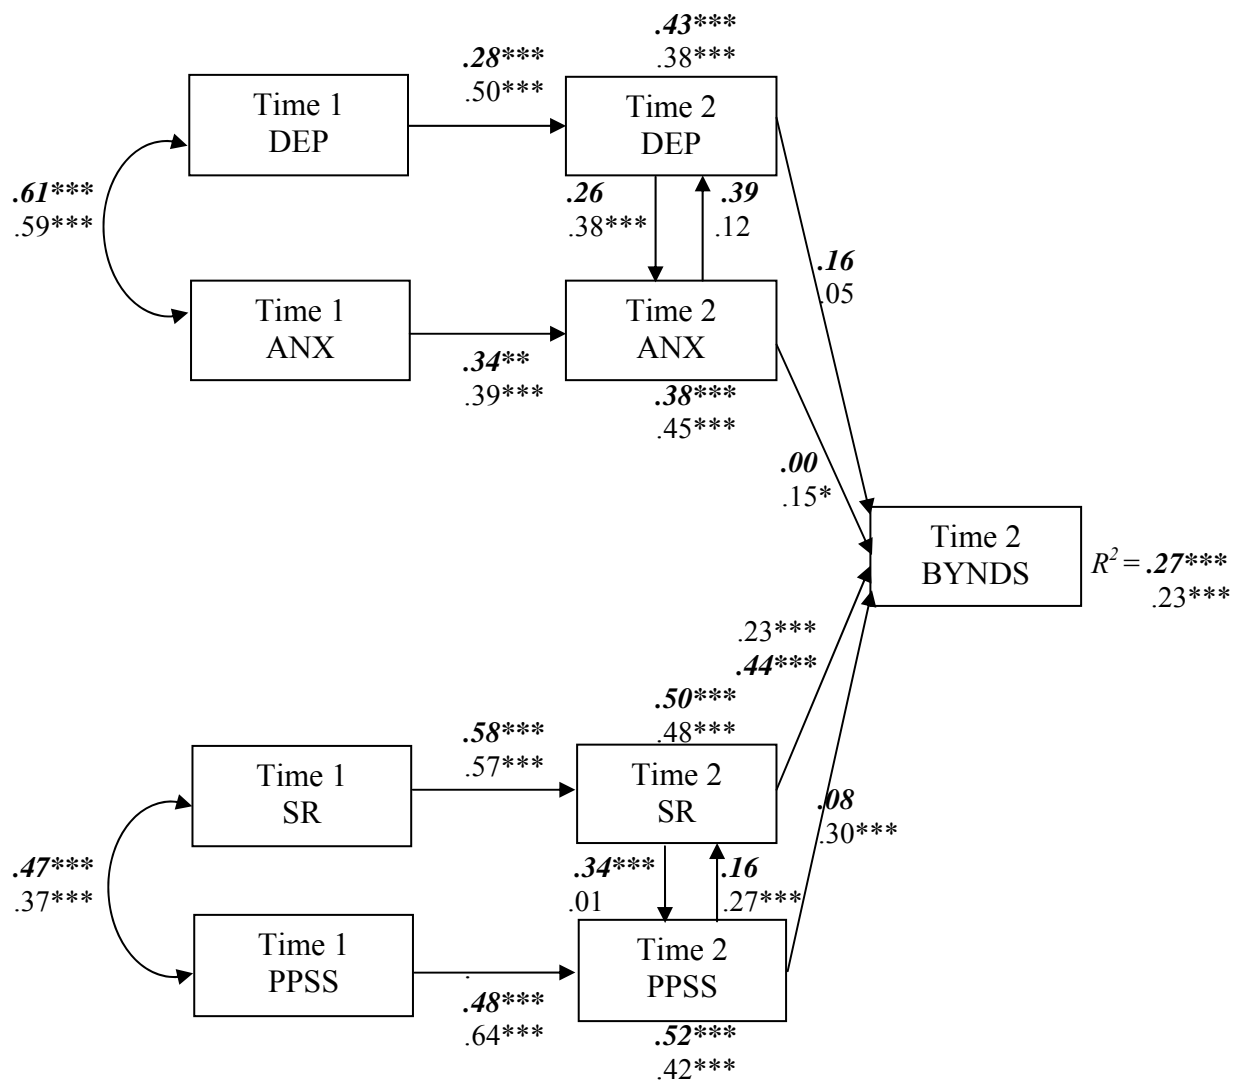 .43***
.38***
.28***
.50***
Time 1
DEP
Time 2
DEP
.61***
.59***
.26
.38***
.39
.12
.16
.05
Time 1
ANX
Time 2
ANX
.34**
.39***
.38***
.45***
.00
.15*
Time 2
BYNDS
R² = .27***
.23***
.23***
.44***
.50***
.48***
.58***
.57***
Time 1
SR
Time 2
SR
.08
.30***
.47***
.37***
.34***
.01
.16
.27***
Time 1
PPSS
Time 2
PPSS
.48***
.64***
.52***
.42***